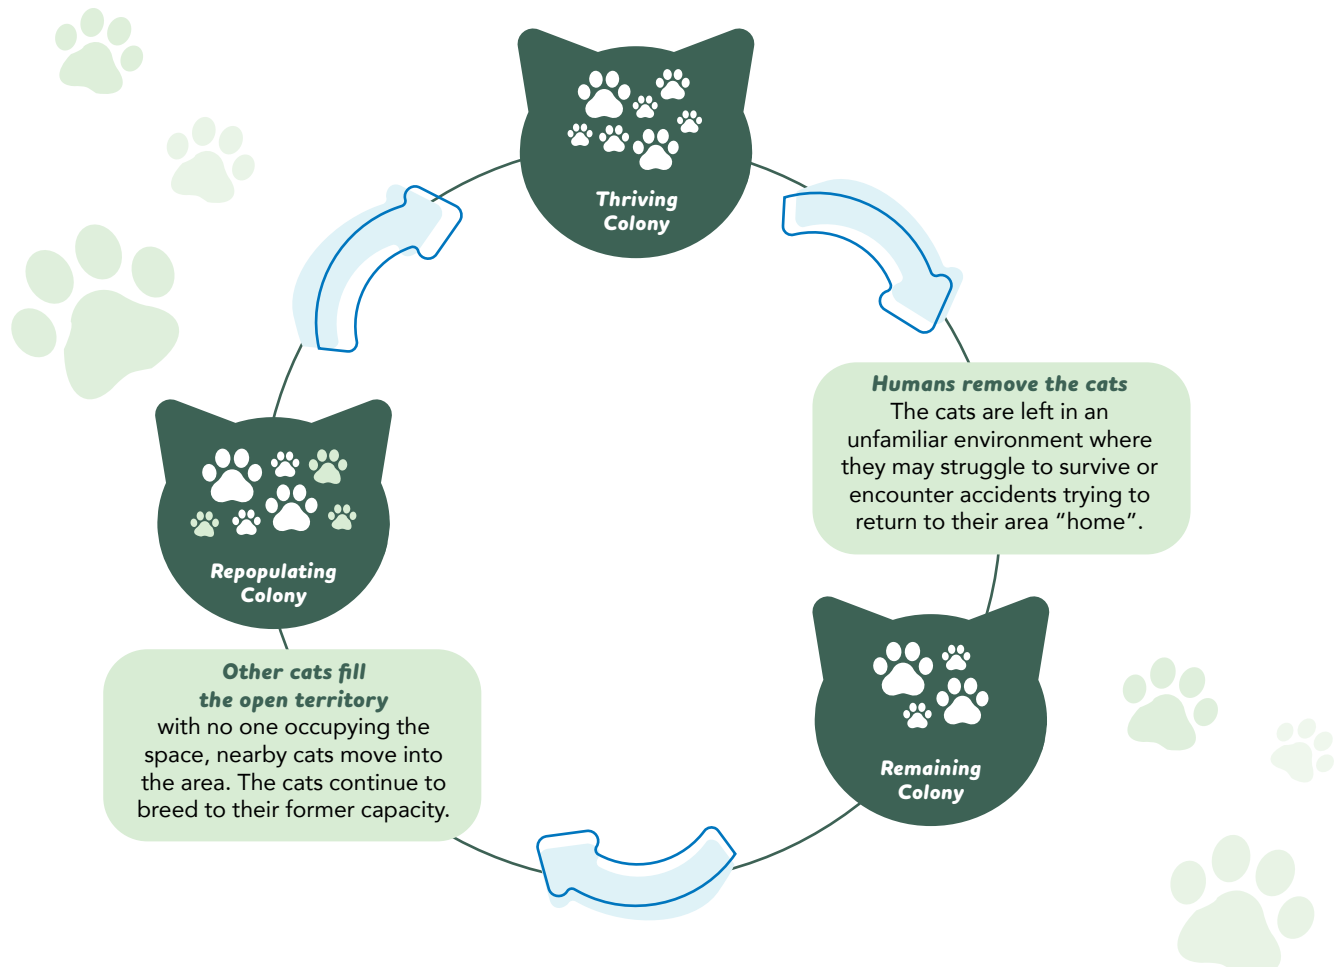 Thriving
Colony
Humans remove the cats
The cats are left in an
unfamiliar environment where
they may struggle to survive or
encounter accidents trying to
return to their area “home”.
Remaining
Colony
Other cats fill
the open territory
with no one occupying the
space, nearby cats move into
the area. The cats continue to
breed to their former capacity.
Repopulating
Colony